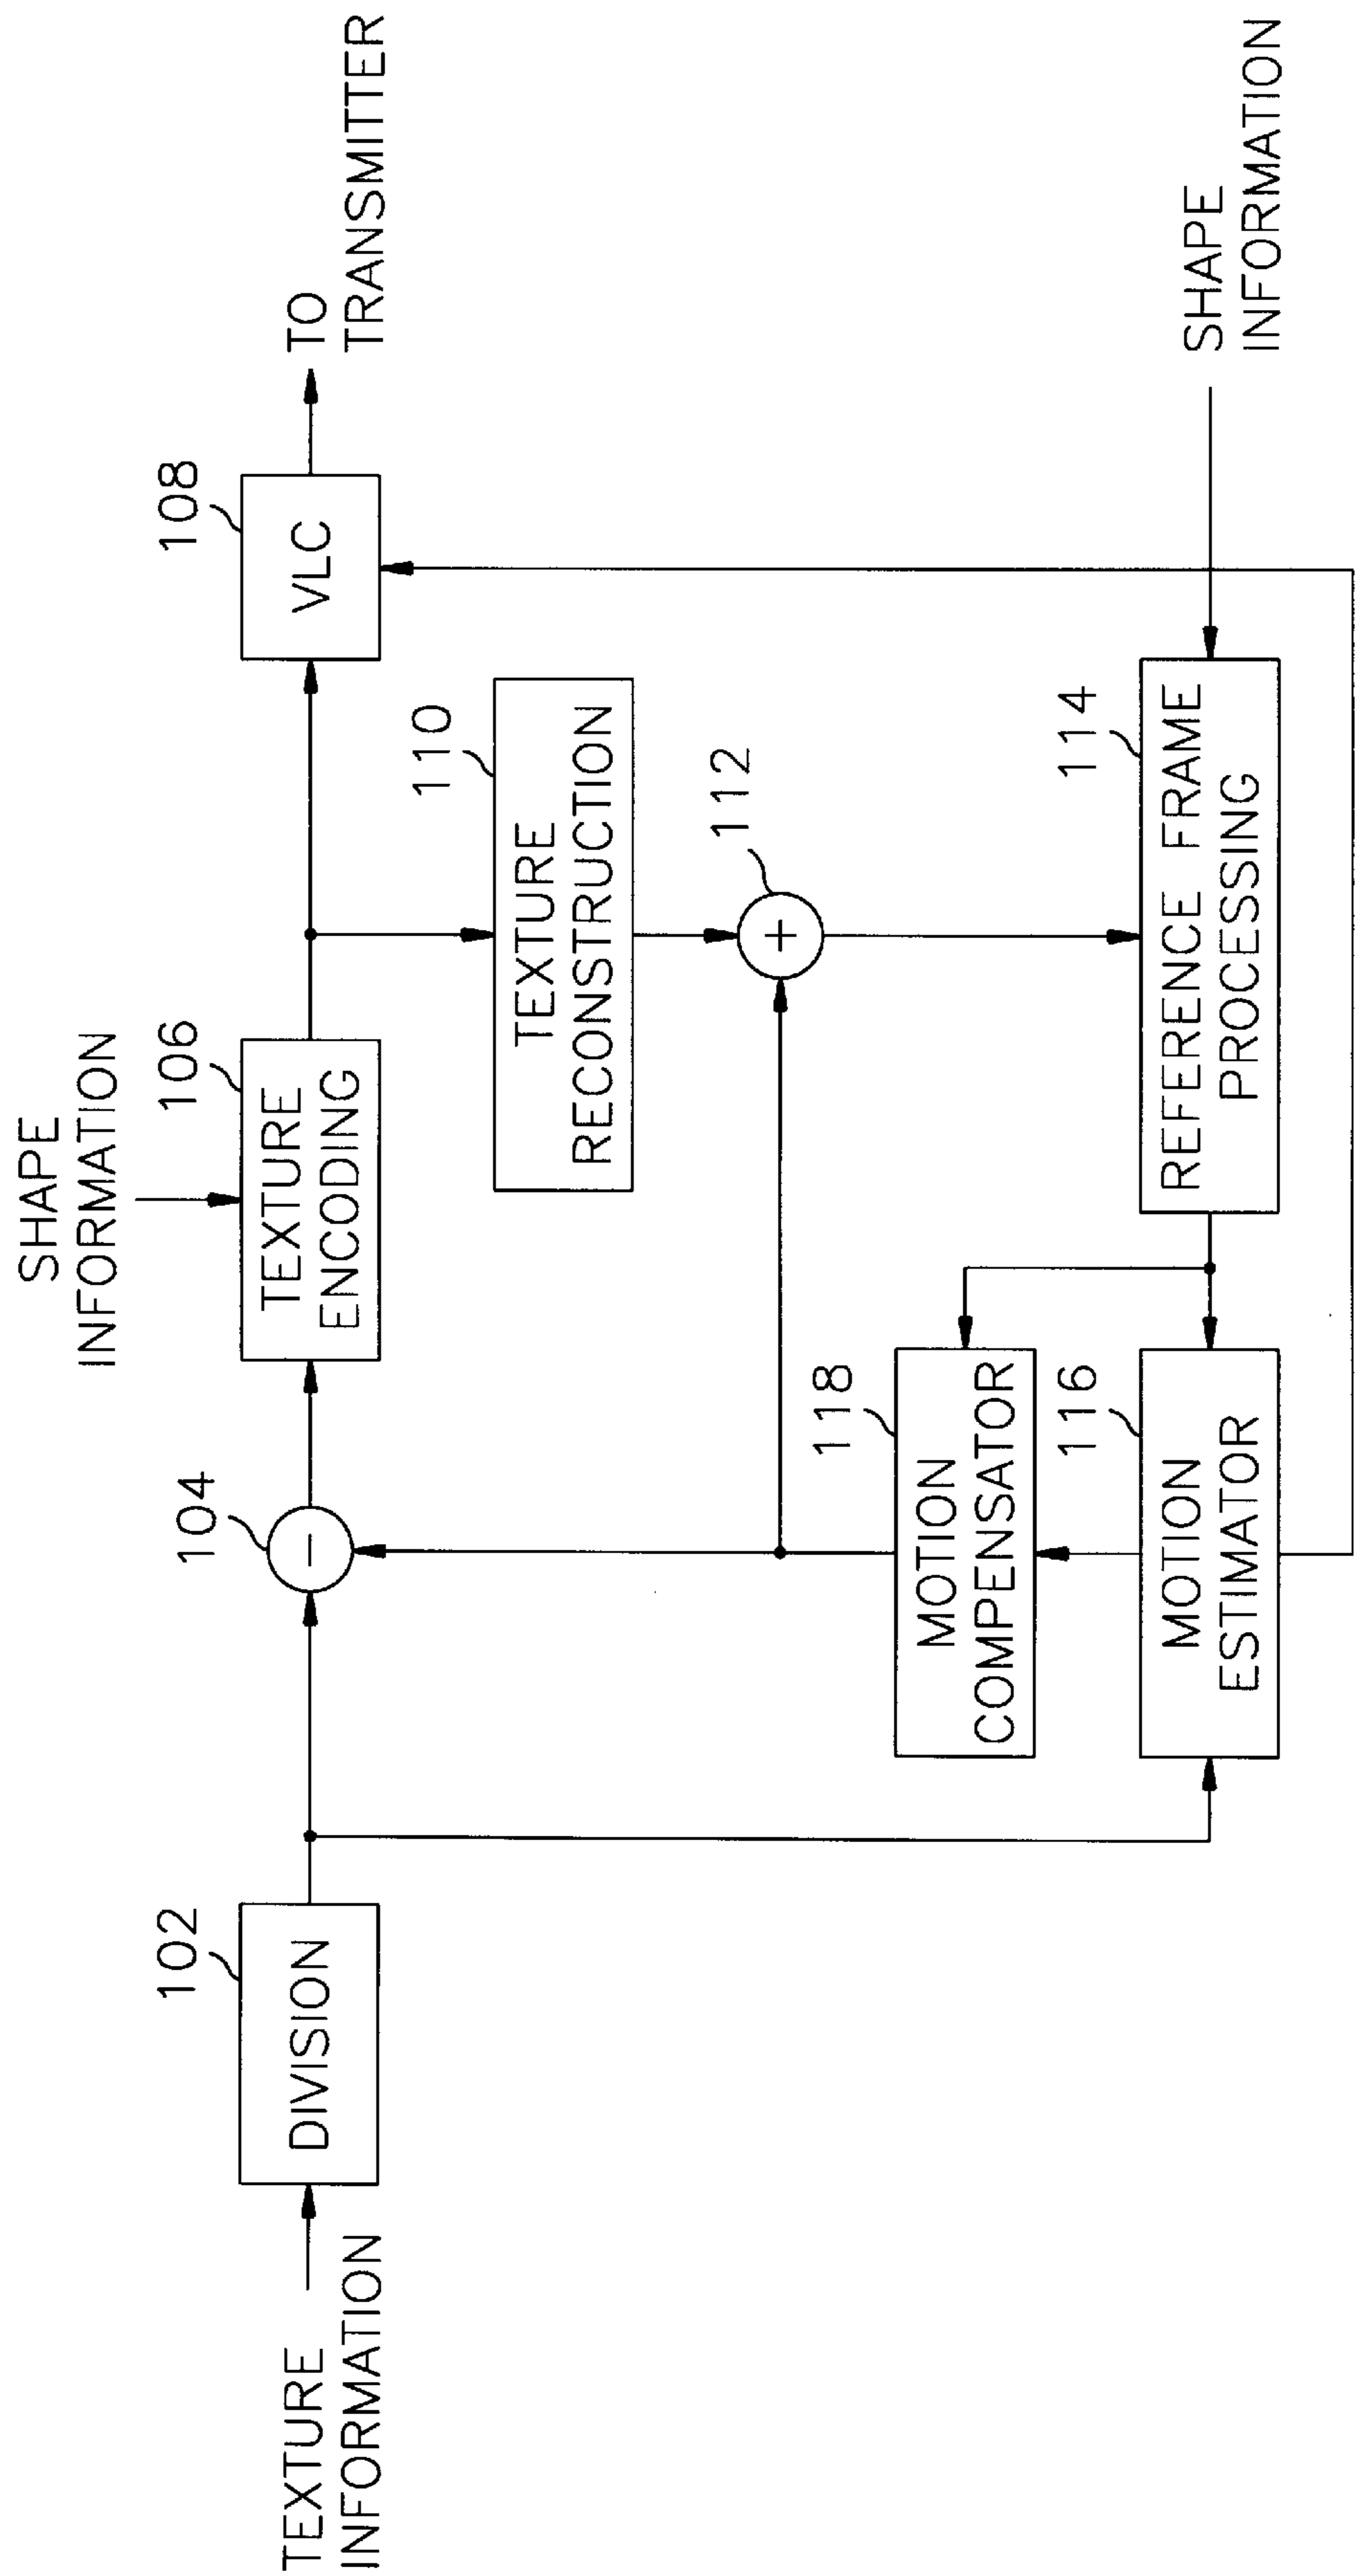 TEXTURE
INFORMATION
102
DIVISION
104
SHAPE
INFORMATION
106
TEXTURE
ENCODING
108
VLC
TO
TRANSMITTER
110
TEXTURE
RECONSTRUCTION
112
+
−
118
MOTION
COMPENSATOR
116
MOTION
ESTIMATOR
114
REFERENCE FRAME
PROCESSING
SHAPE
INFORMATION